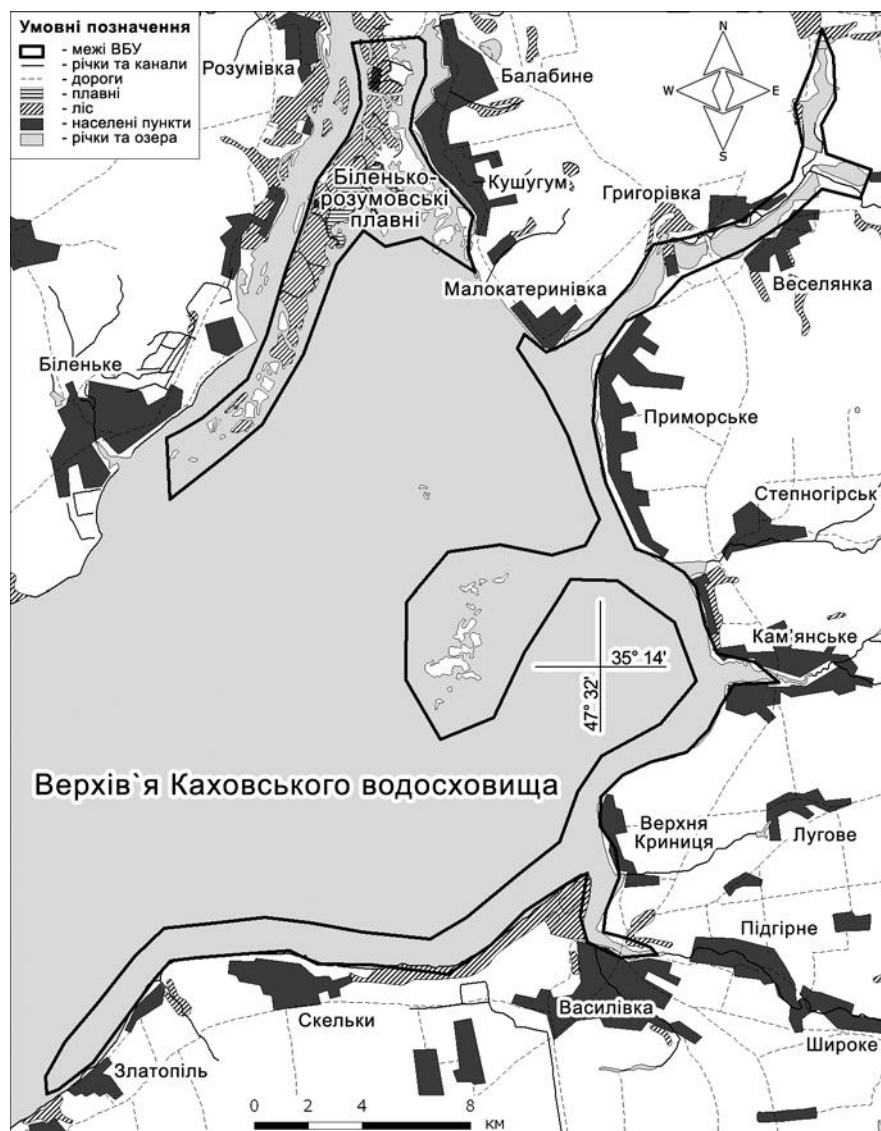 Умовні позначення
- межі ВБУ
- річки та канали
- дороги
- плавні
- ліс
- населені пункти
- річки та озера
Розумівка
Балабине
N
W
E
S
Біленько-
розумовські
плавні
Кушугум
Григорівка
Малокатеринівка
Веселянка
Біленьке
Приморське
Степногірськ
Кам'янське
35° 14'
47° 32'
Верхів`я Каховського водосховища
Верхня
Криниця
Лугове
Підгірне
Василівка
Скельки
Широке
Златопіль
0 2 4 8
км